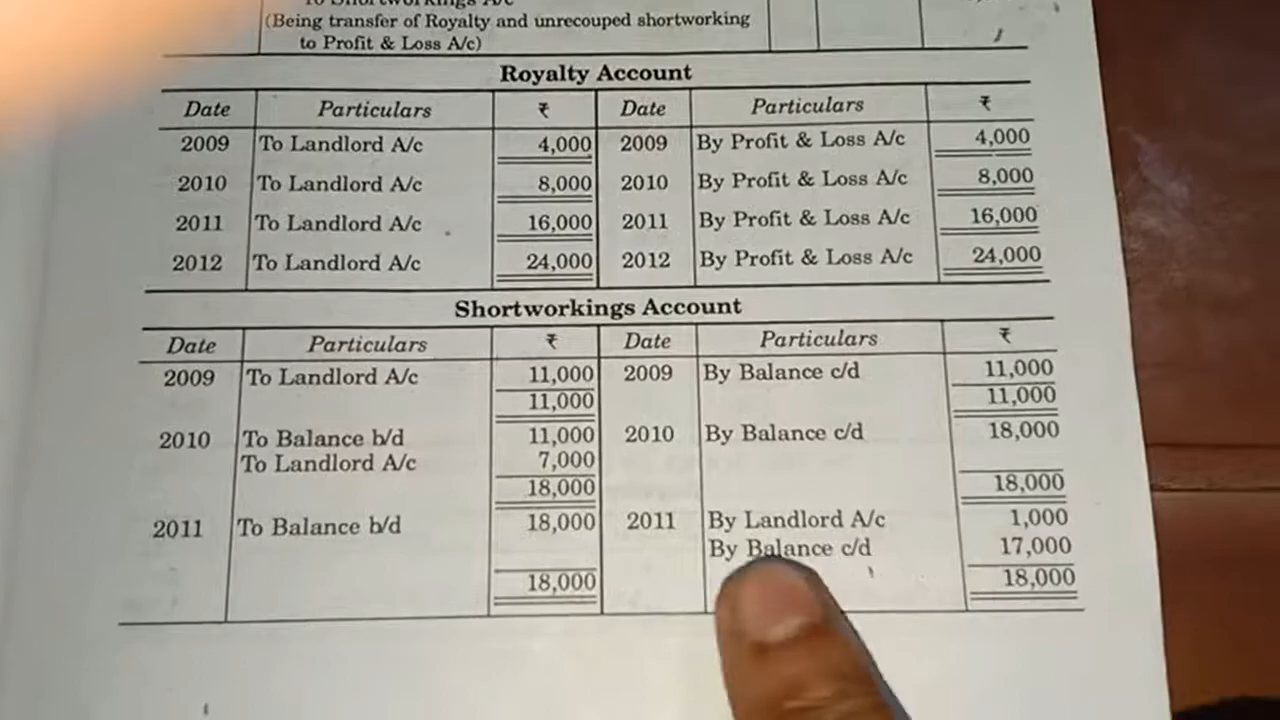 To Shortworkings A/c
(Being transfer of Royalty and unrecouped shortworking
to Profit & Loss A/c)
Royalty Account
Date Particulars ₹ Date Particulars ₹
2009 To Landlord A/c 4,000 2009 By Profit & Loss A/c 4,000
2010 To Landlord A/c 8,000 2010 By Profit & Loss A/c 8,000
2011 To Landlord A/c 16,000 2011 By Profit & Loss A/c 16,000
2012 To Landlord A/c 24,000 2012 By Profit & Loss A/c 24,000
Shortworkings Account
Date Particulars ₹ Date Particulars ₹
2009 To Landlord A/c 11,000 2009 By Balance c/d 11,000
11,000 11,000
2010 To Balance b/d 11,000 2010 By Balance c/d 18,000
To Landlord A/c 7,000
18,000 18,000
2011 To Balance b/d 18,000 2011 By Landlord A/c 1,000
By Balance c/d 17,000
18,000 18,000